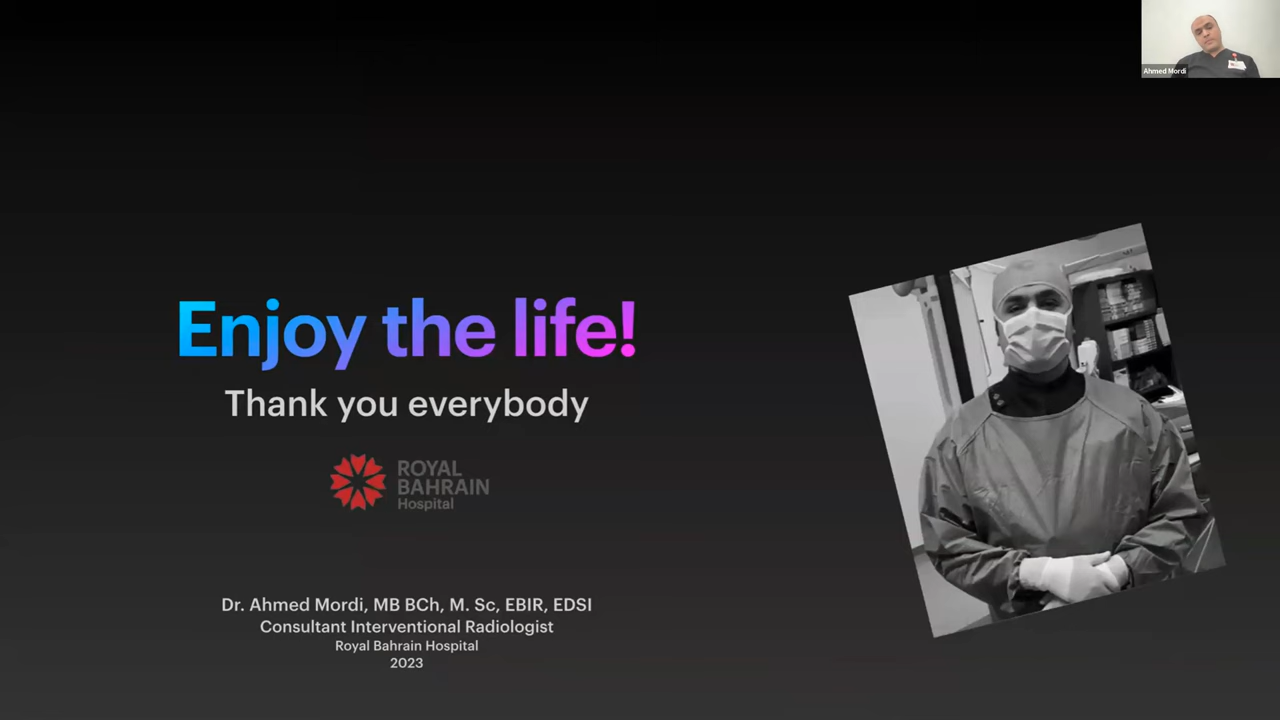 Ahmed Mordi
Enjoy the life!
Thank you everybody
ROYAL
BAHRAIN
Hospital
Dr. Ahmed Mordi, MB BCh, M. Sc, EBIR, EDSI
Consultant Interventional Radiologist
Royal Bahrain Hospital
2023